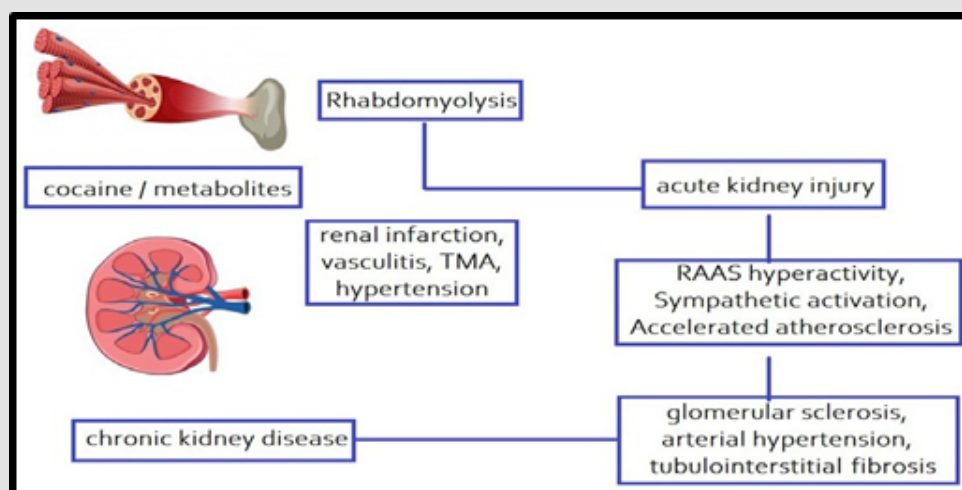 Rhabdomyolysis
cocaine / metabolites
acute kidney injury
renal infarction,
vasculitis, TMA,
hypertension
RAAS hyperactivity,
Sympathetic activation,
Accelerated atherosclerosis
glomerular sclerosis,
arterial hypertension,
tubulointerstitial fibrosis
chronic kidney disease